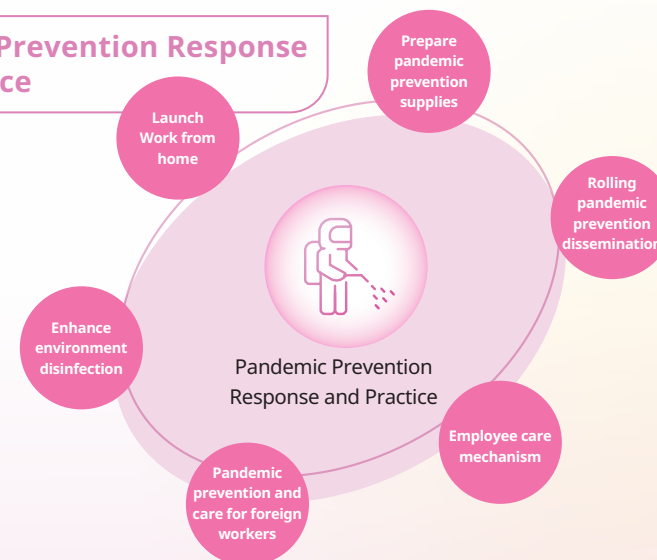 Prevention Response
ce
Prepare
pandemic
prevention
supplies
Launch
Work from
home
Rolling
pandemic
prevention
dissemination
Enhance
environment
disinfection
Pandemic Prevention
Response and Practice
Employee care
mechanism
Pandemic
prevention and
care for foreign
workers